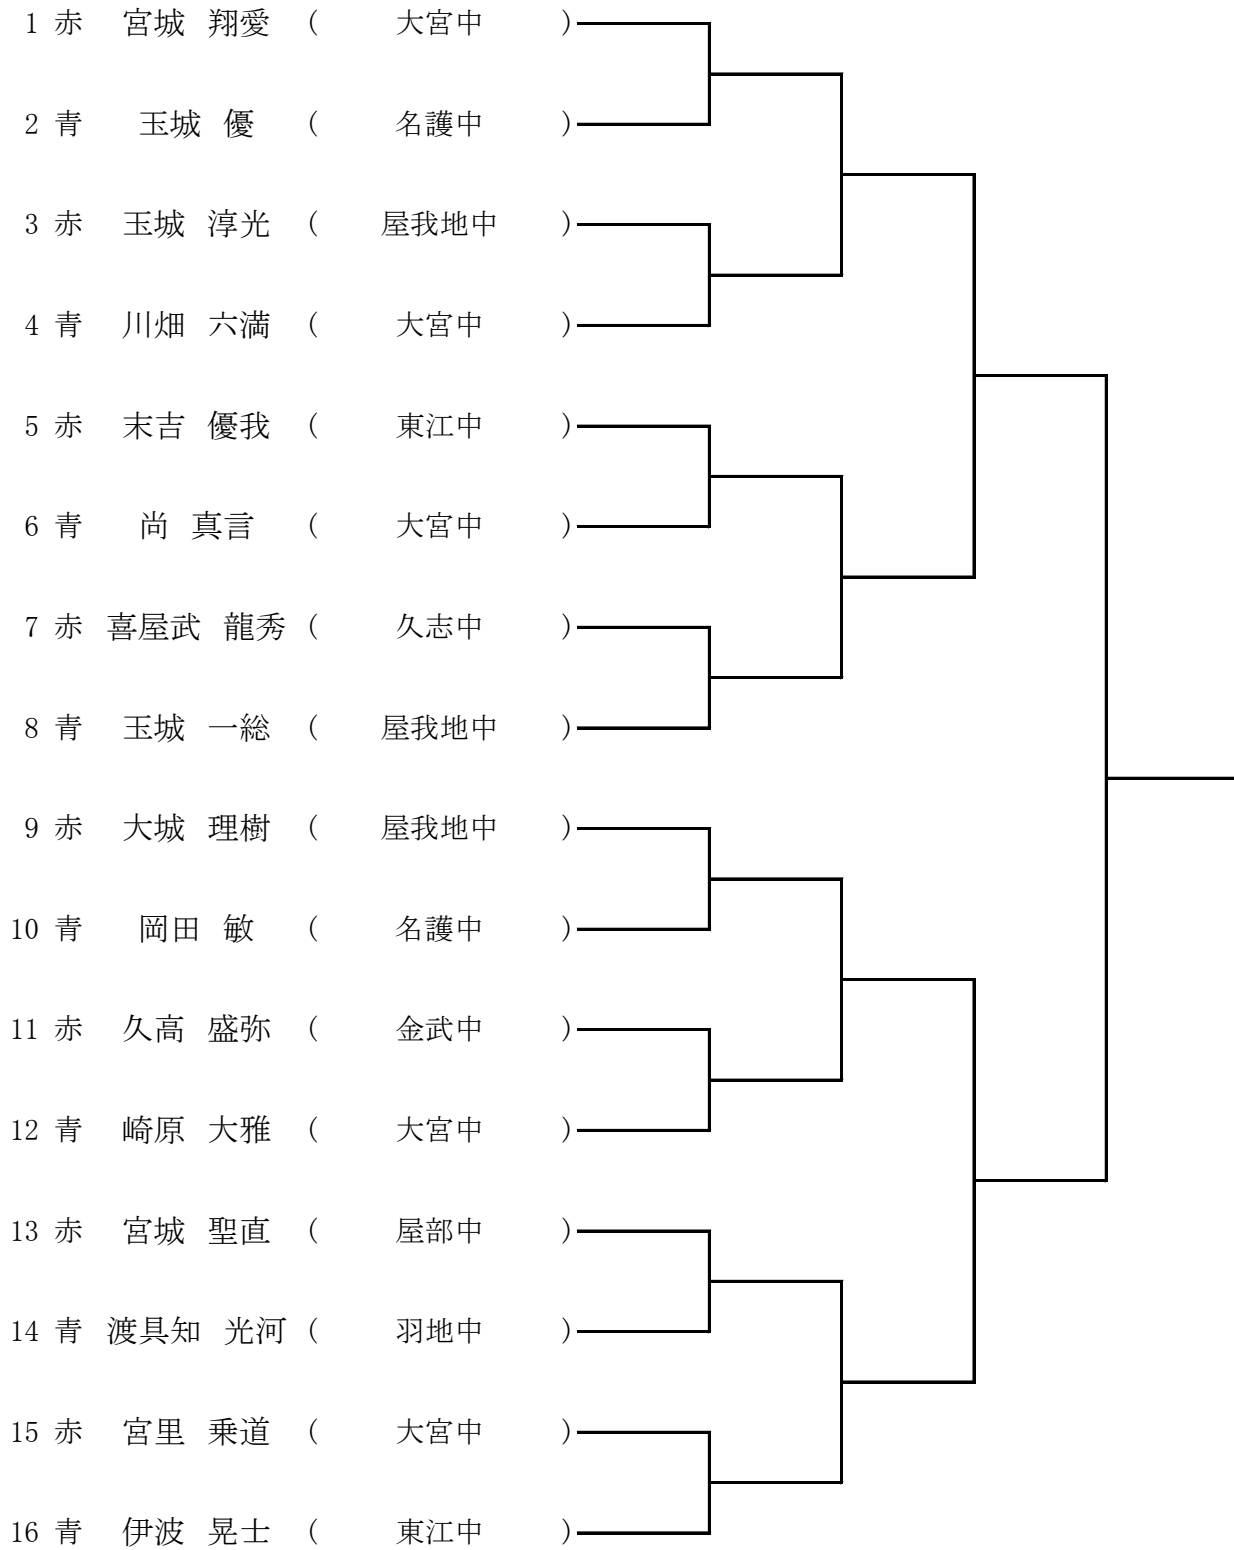 1 赤 宮城 翔愛 ( 大宮中 )
2 青 玉城 優 ( 名護中 )
3 赤 玉城 淳光 ( 屋我地中 )
4 青 川畑 六満 ( 大宮中 )
5 赤 末吉 優我 ( 東江中 )
6 青 尚 真言 ( 大宮中 )
7 赤 喜屋武 龍秀 ( 久志中 )
8 青 玉城 一総 ( 屋我地中 )
9 赤 大城 理樹 ( 屋我地中 )
10 青 岡田 敏 ( 名護中 )
11 赤 久高 盛弥 ( 金武中 )
12 青 崎原 大雅 ( 大宮中 )
13 赤 宮城 聖直 ( 屋部中 )
14 青 渡具知 光河 ( 羽地中 )
15 赤 宮里 乗道 ( 大宮中 )
16 青 伊波 晃士 ( 東江中 )